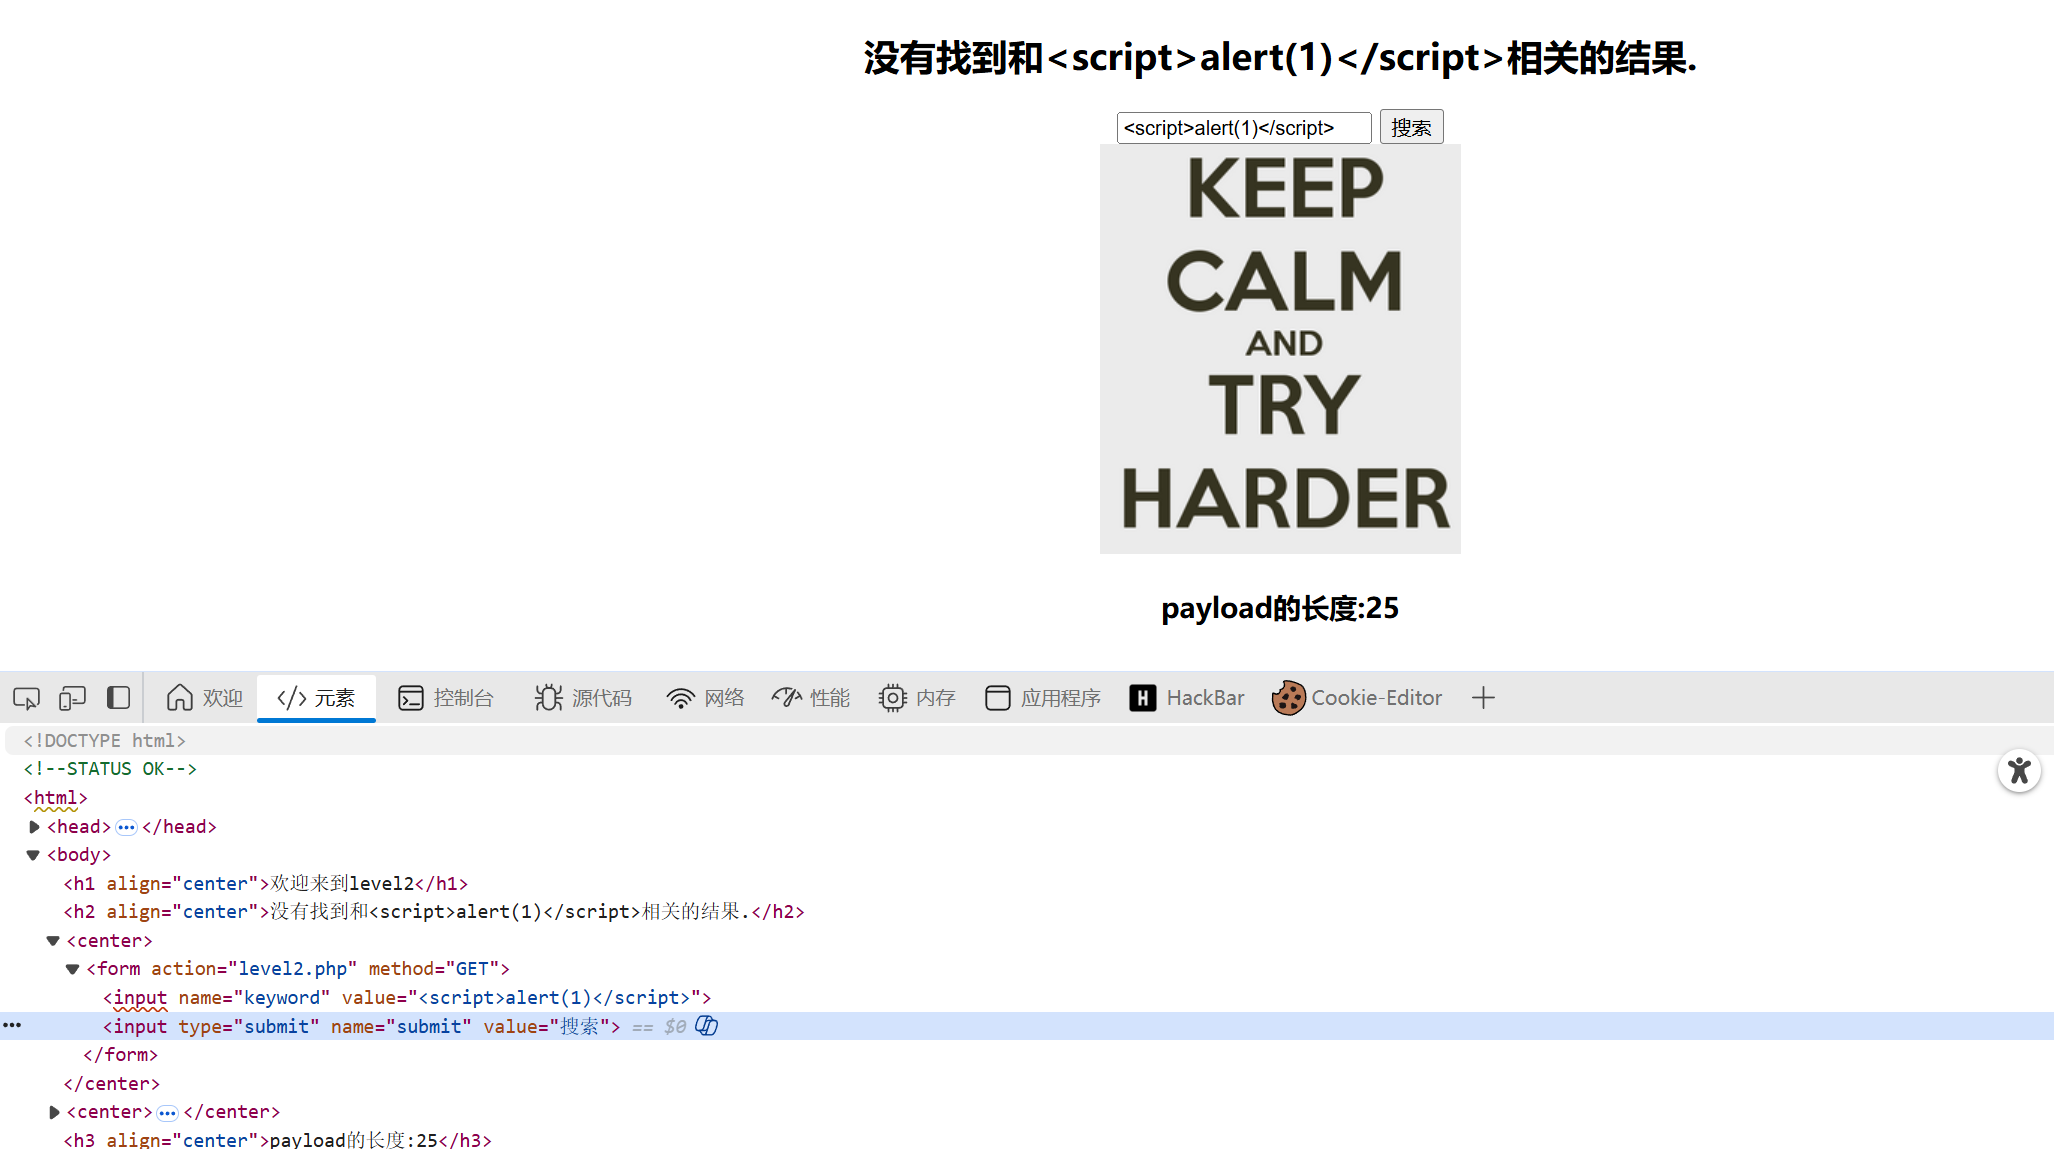 没有找到和<script>alert(1)</script>相关的结果.
<script>alert(1)</script> 搜索
KEEP
CALM
AND
TRY
HARDER
payload的长度:25
欢迎 元素 控制台 源代码 网络 性能 内存 应用程序 H HackBar Cookie-Editor
<!DOCTYPE html>
<!--STATUS OK-->
<html>
<head>…</head>
<body>
<h1 align="center">欢迎来到level2</h1>
<h2 align="center">没有找到和<script>alert(1)</script>相关的结果.</h2>
<center>
<form action="level2.php" method="GET">
<input name="keyword" value="<script>alert(1)</script>">
<input type="submit" name="submit" value="搜索"> == $0
</form>
</center>
<center>…</center>
<h3 align="center">payload的长度:25</h3>